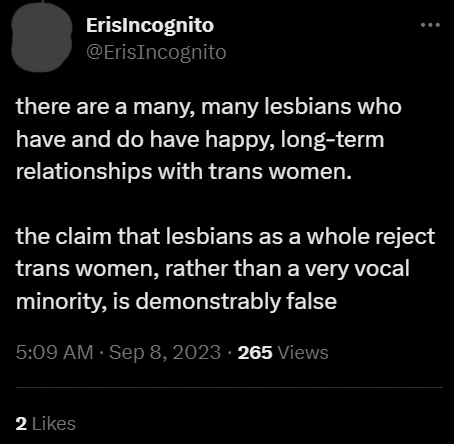 ErisIncognito
@ErisIncognito
there are a many, many lesbians who
have and do have happy, long-term
relationships with trans women.
the claim that lesbians as a whole reject
trans women, rather than a very vocal
minority, is demonstrably false
5:09 AM · Sep 8, 2023 · 265 Views
2 Likes